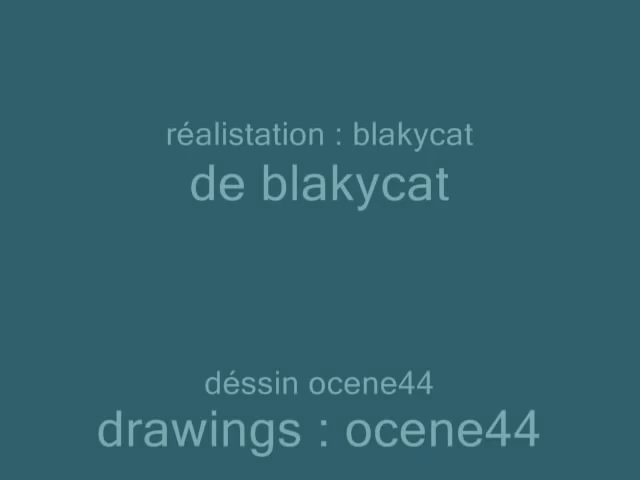 réalistation : blakycat
de blakycat
déssin ocene44
drawings : ocene44